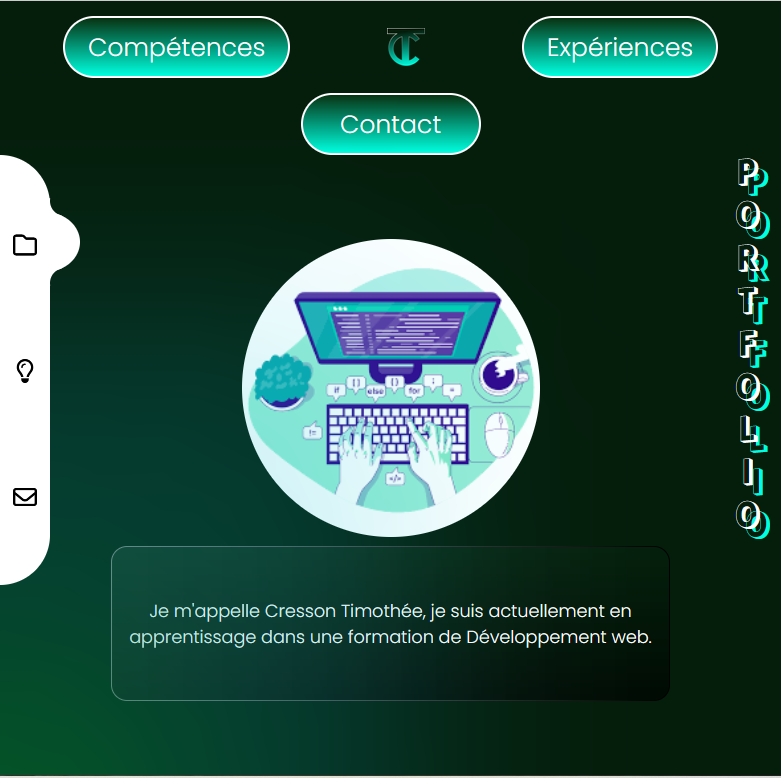 Compétences
TC
Expériences
Contact
PORTFOLIO
if
{ }
else
{ }
for
;
=
!=
</>
Je m'appelle Cresson Timothée, je suis actuellement en
apprentissage dans une formation de Développement web.